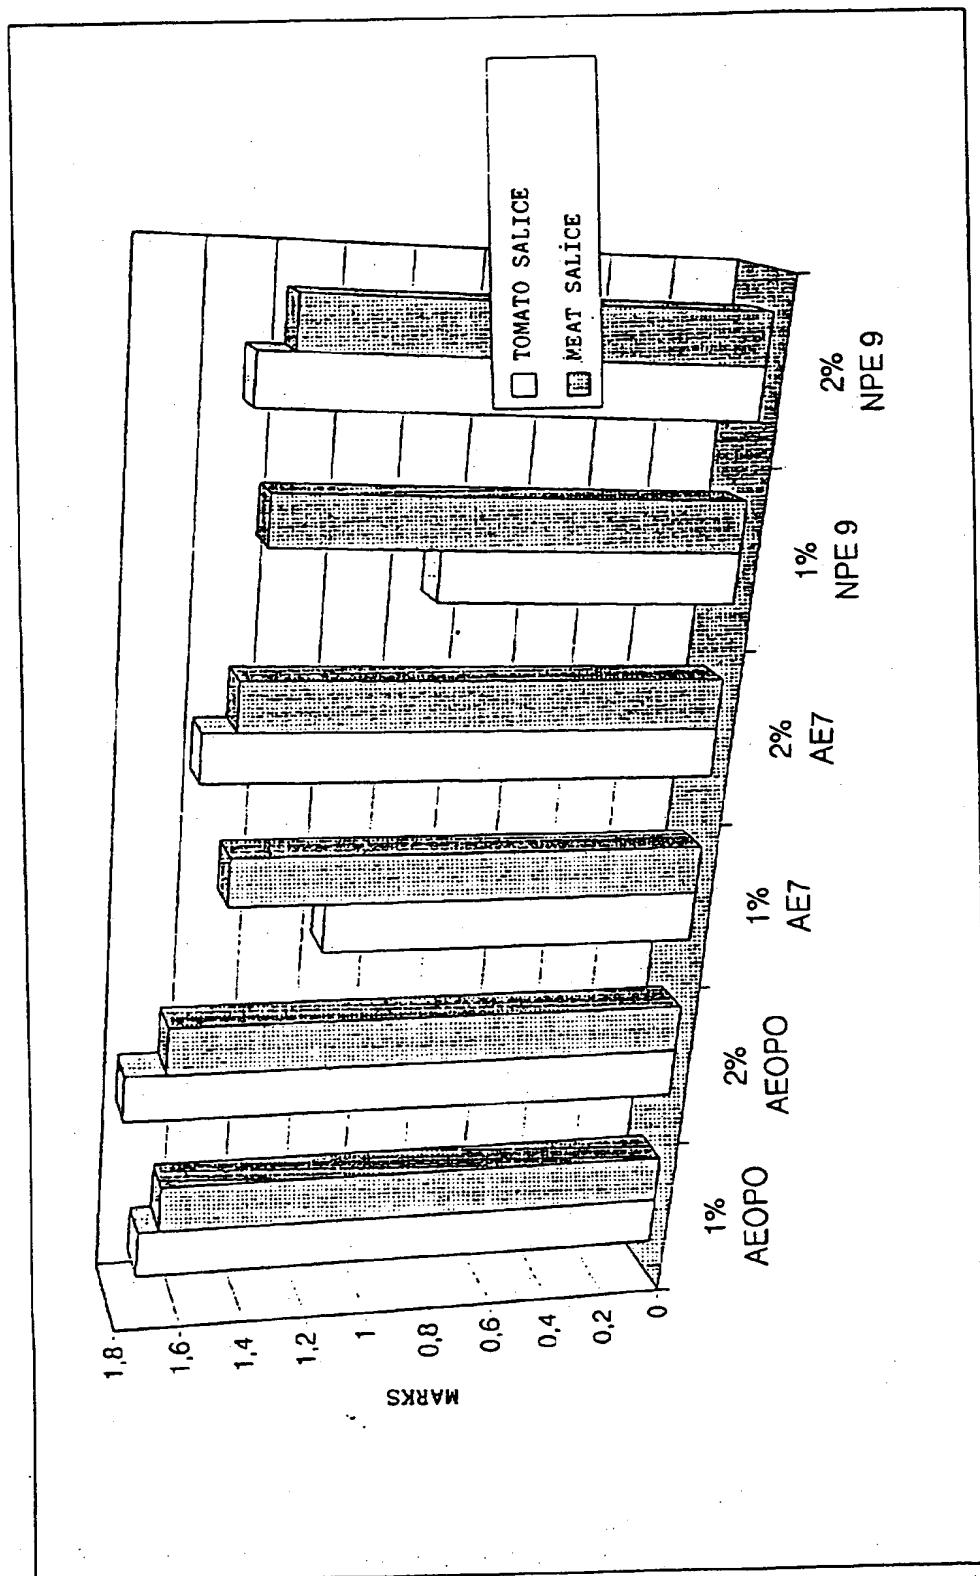 1,8
1,6
1,4
1,2
1
0,8
0,6
0,4
0,2
0
MARKS
1%
AEOPO
2%
AEOPO
1%
AE7
2%
AE7
1%
NPE 9
2%
NPE 9
TOMATO SALICE
MEAT SALICE